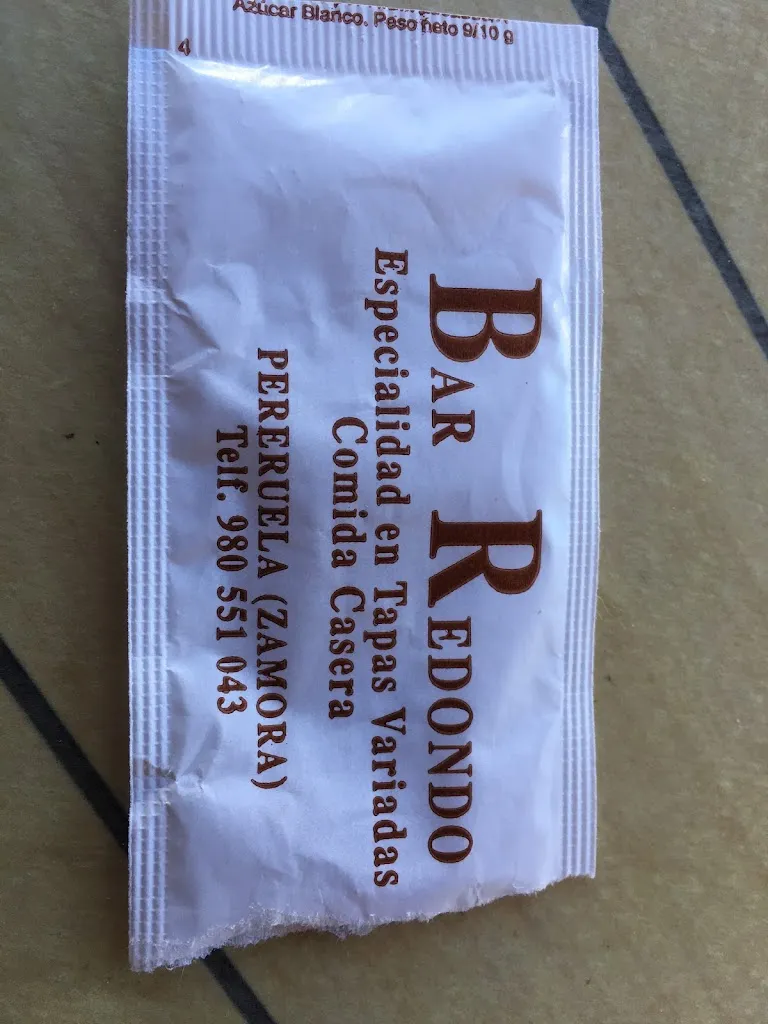 Azúcar Blanco. Peso neto 9/10 g
4
BAR REDONDO
Especialidad en Tapas Variadas
Comida Casera
PERERUELA (ZAMORA)
Telf. 980 551 043